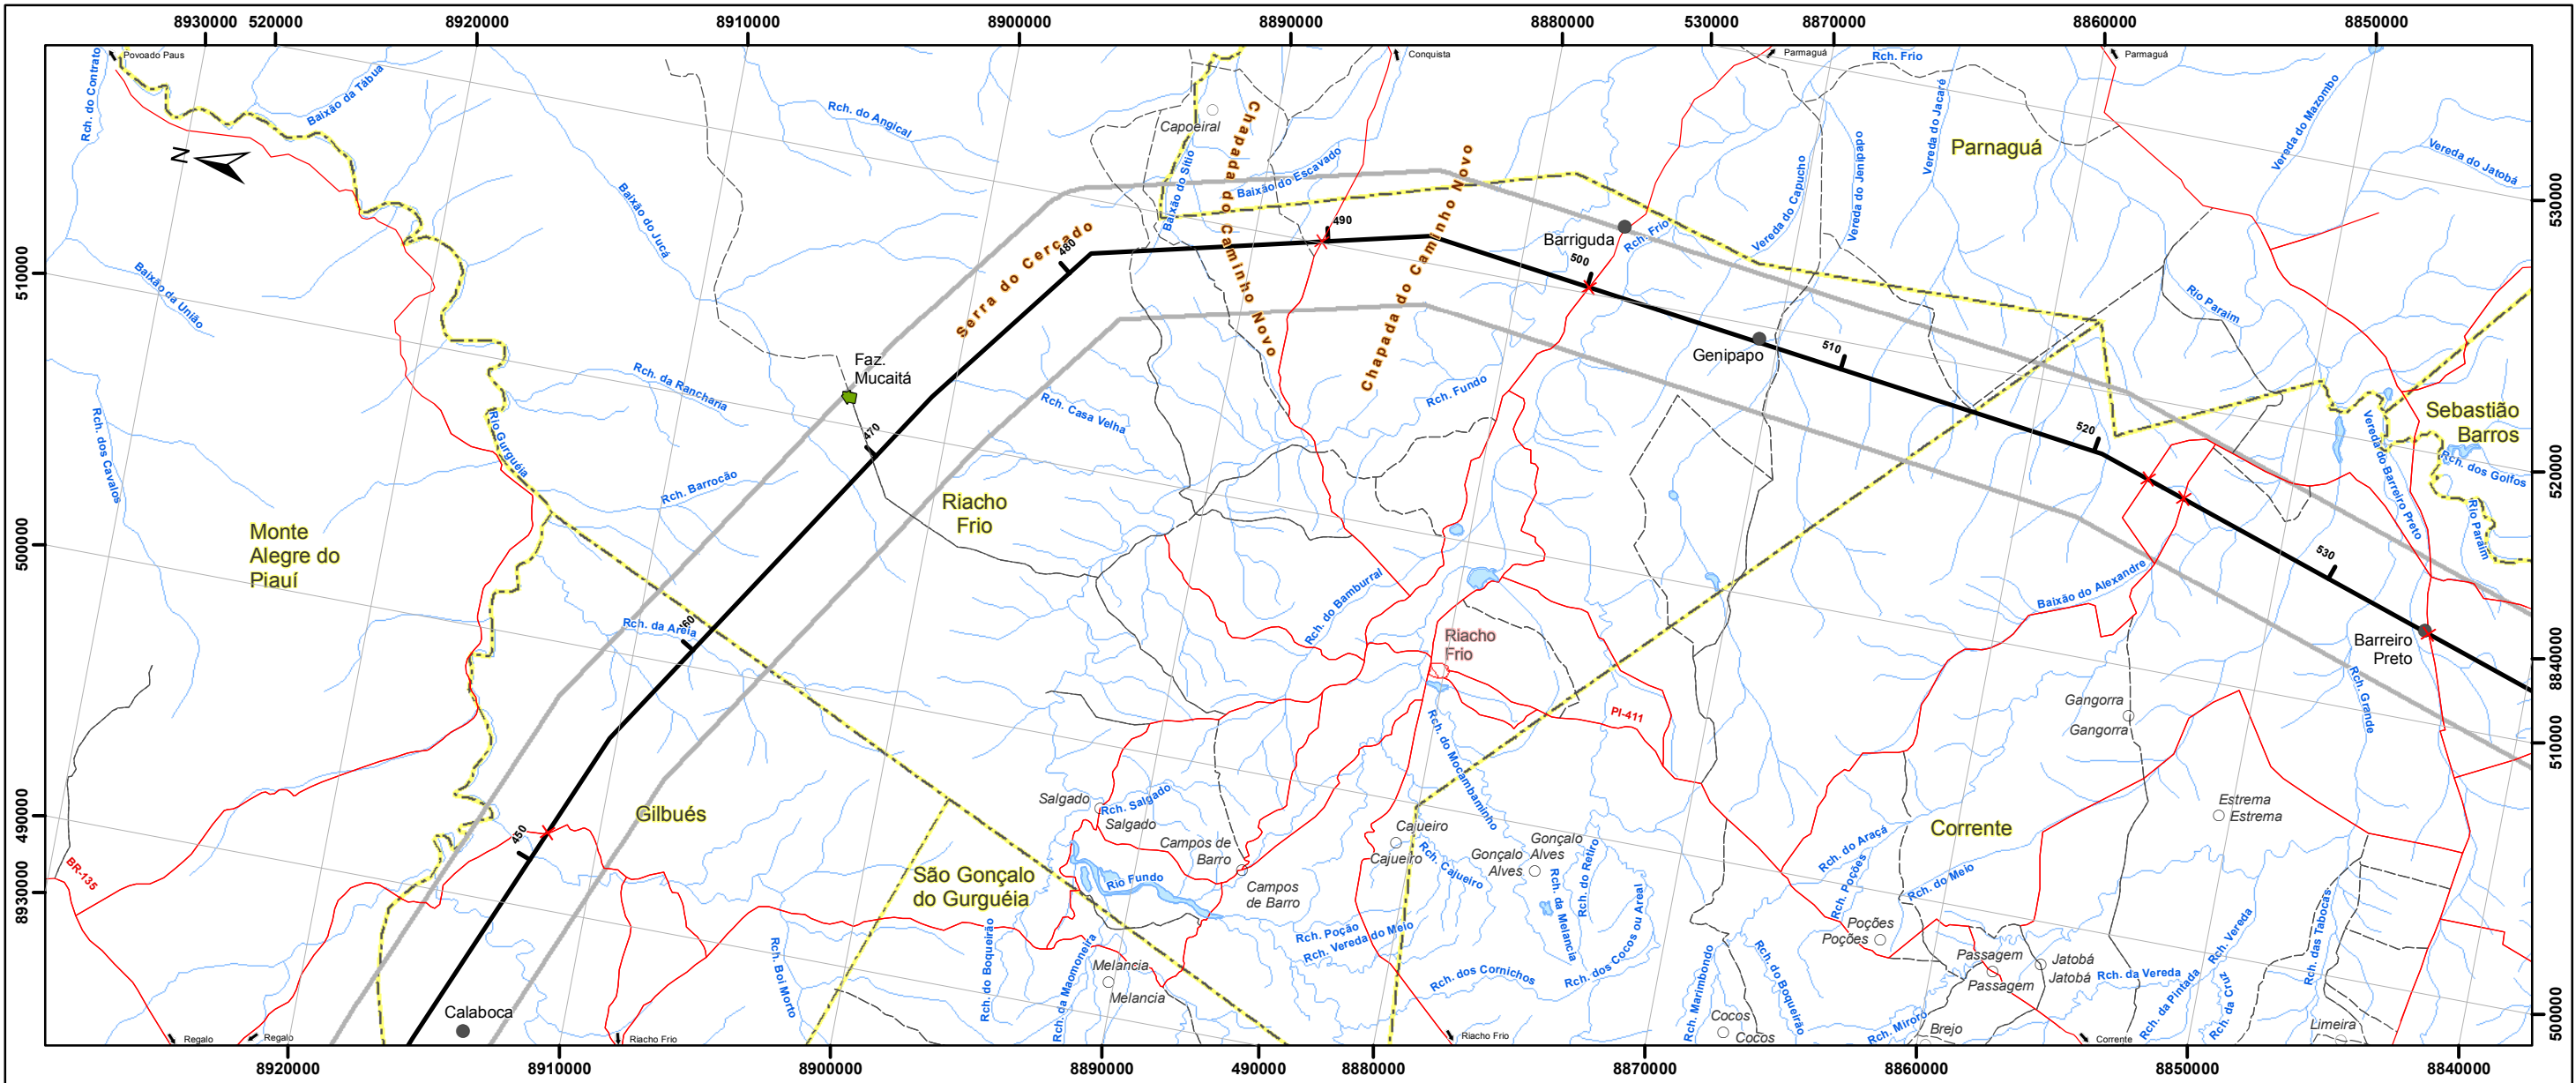 8930000
520000
8920000
8910000
8900000
8890000
8880000
530000
8870000
8860000
8850000
Povoado Paus
Conquista
Parmaguá
Parmaguá
Rch. do Contrato
Baixão da Tábua
Rch. do Angical
Capoeiral
Chapada do Caminho Novo
Rch. Frio
Vereda do Jacaré
Vereda do Mazombo
Vereda do Jatobá
Parnaguá
N
Baixão do Jucá
Baixão do Sítio
Baixão do Escavado
Chapada do Caminho Novo
Vereda do Capucho
Vereda do Jenipapo
530000
510000
Baixão da União
Serra do Cercado
480
490
Barriguda
Rch. Frio
500
Rio Paraim
Faz.
Mucaitá
Genipapo
510
Rch. da Rancharia
Rch. Casa Velha
Rch. Fundo
Rch. dos Cavalos
Rio Gurguéia
470
520
Sebastião
Barros
Vereda do Barreiro Preto
Rch. dos Golfos
520000
Rch. Barrocão
Riacho
Frio
Rio Paraim
500000
Monte
Alegre do
Piauí
530
Baixão do Alexandre
Rch. do Bamburral
Rch. da Areia
Riacho
Frio
Barreiro
Preto
8840000
Rch. Grande
Gangorra
Gangorra
PI-411
Rch. do Mocambaminho
510000
490000
Gilbués
Salgado
Rch. Salgado
Salgado
Estrema
Estrema
450
Campos de
Barro
Cajueiro
Cajueiro
Rch. Cajueiro
Gonçalo
Alves
Gonçalo
Alves
Rch. do Araçá
Corrente
BR-135
8930000
São Gonçalo
do Gurguéia
Rio Fundo
Campos
de Barro
Rch. da Melancia
Rch. do Retiro
Rch. dos Cocos ou Areal
Rch. Poções
Rch. do Meio
Rch. Poção
Rch. Vereda do Meio
Poções
Poções
Rch. Vereda
Rch. das Tabocas
Rch. Boi Morto
Rch. do Boqueirão
Rch. da Mamomoneira
Melancia
Melancia
Rch. dos Cornichos
Rch. Marimbondo
Rch. do Boqueirão
Passagem
Passagem
Jatobá
Jatobá
Rch. da Vereda
Rch. da Pintada
Rch. da Cruz
Calaboca
Cocos
Cocos
Rch. Miroro
Brejo
Limeira
500000
Regalo
Regalo
Riacho Frio
Riacho Frio
Corrente
8920000
8910000
8900000
8890000
490000
8880000
8870000
8860000
8850000
8840000